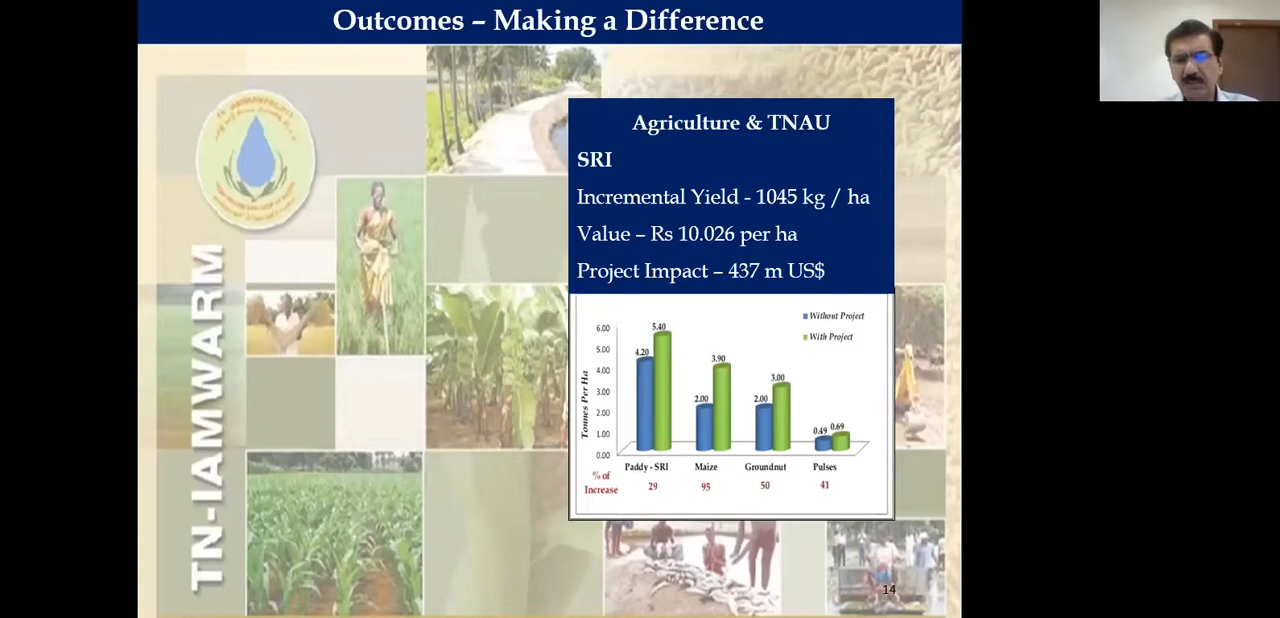 Outcomes – Making a Difference
TN-IAMWARM
Agriculture & TNAU
SRI
Incremental Yield - 1045 kg / ha
Value – Rs 10.026 per ha
Project Impact – 437 m US$
Without Project
With Project
Tonnes Per Ha
6.00
5.00
4.00
3.00
2.00
1.00
0.00
4.20 5.40 2.00 3.90 2.00 3.00 0.49 0.69
Paddy - SRI Maize Groundnut Pulses
% of Increase 29 95 50 41
14